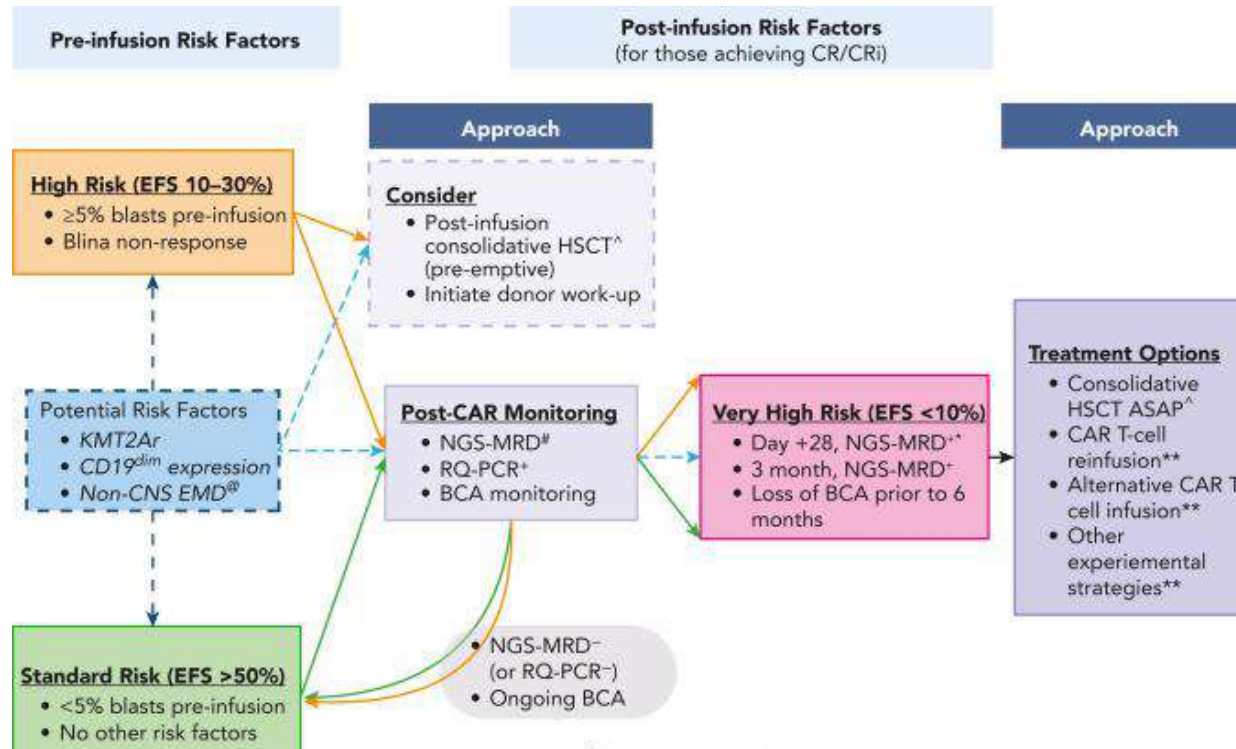 Pre-infusion Risk Factors
Post-infusion Risk Factors
(for those achieving CR/CRi)
Approach
Approach
High Risk (EFS 10–30%)
• ≥5% blasts pre-infusion
• Blina non-response
Consider
• Post-infusion
consolidative HSCT^
(pre-emptive)
• Initiate donor work-up
Potential Risk Factors
• KMT2Ar
• CD19dim expression
• Non-CNS EMD@
Post-CAR Monitoring
• NGS-MRD#
• RQ-PCR+
• BCA monitoring
Very High Risk (EFS <10%)
• Day +28, NGS-MRD+*
• 3 month, NGS-MRD+
• Loss of BCA prior to 6
months
Treatment Options
• Consolidative
HSCT ASAP^
• CAR T-cell
reinfusion**
• Alternative CAR T
cell infusion**
• Other
experiemental
strategies**
• NGS-MRD–
(or RQ-PCR–)
• Ongoing BCA
Standard Risk (EFS >50%)
• <5% blasts pre-infusion
• No other risk factors